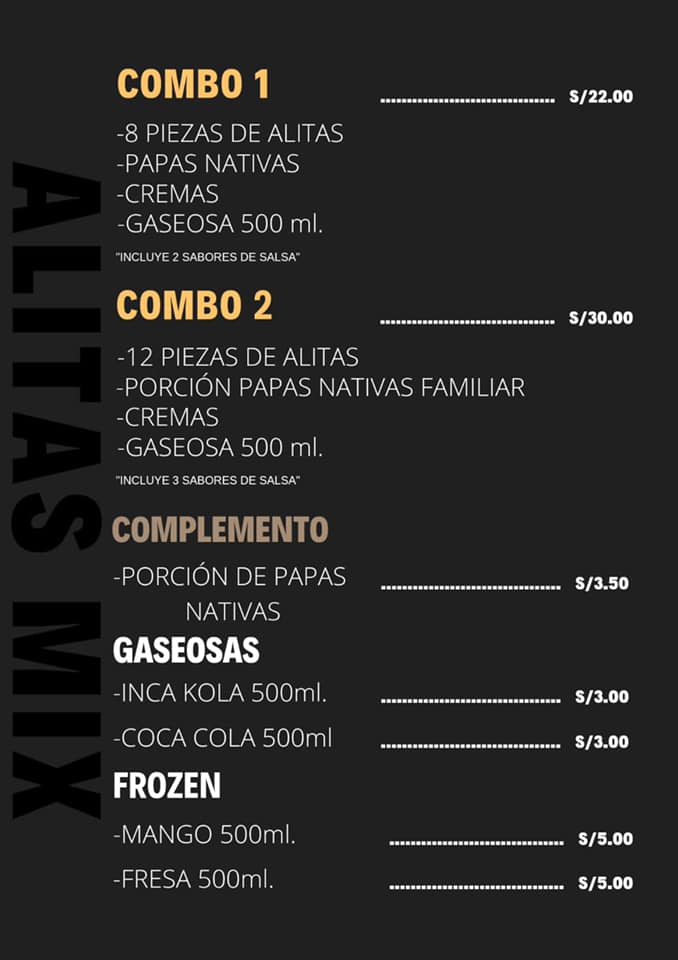 ALITAS MIX
COMBO 1 ................................ S/22.00
-8 PIEZAS DE ALITAS
-PAPAS NATIVAS
-CREMAS
-GASEOSA 500 ml.
"INCLUYE 2 SABORES DE SALSA"
COMBO 2 ................................ S/30.00
-12 PIEZAS DE ALITAS
-PORCIÓN PAPAS NATIVAS FAMILIAR
-CREMAS
-GASEOSA 500 ml.
"INCLUYE 3 SABORES DE SALSA"
COMPLEMENTO
-PORCIÓN DE PAPAS ................................ S/3.50
NATIVAS
GASEOSAS
-INCA KOLA 500ml. ................................ S/3.00
-COCA COLA 500ml ................................ S/3.00
FROZEN
-MANGO 500ml. ................................ S/5.00
-FRESA 500ml. ................................ S/5.00